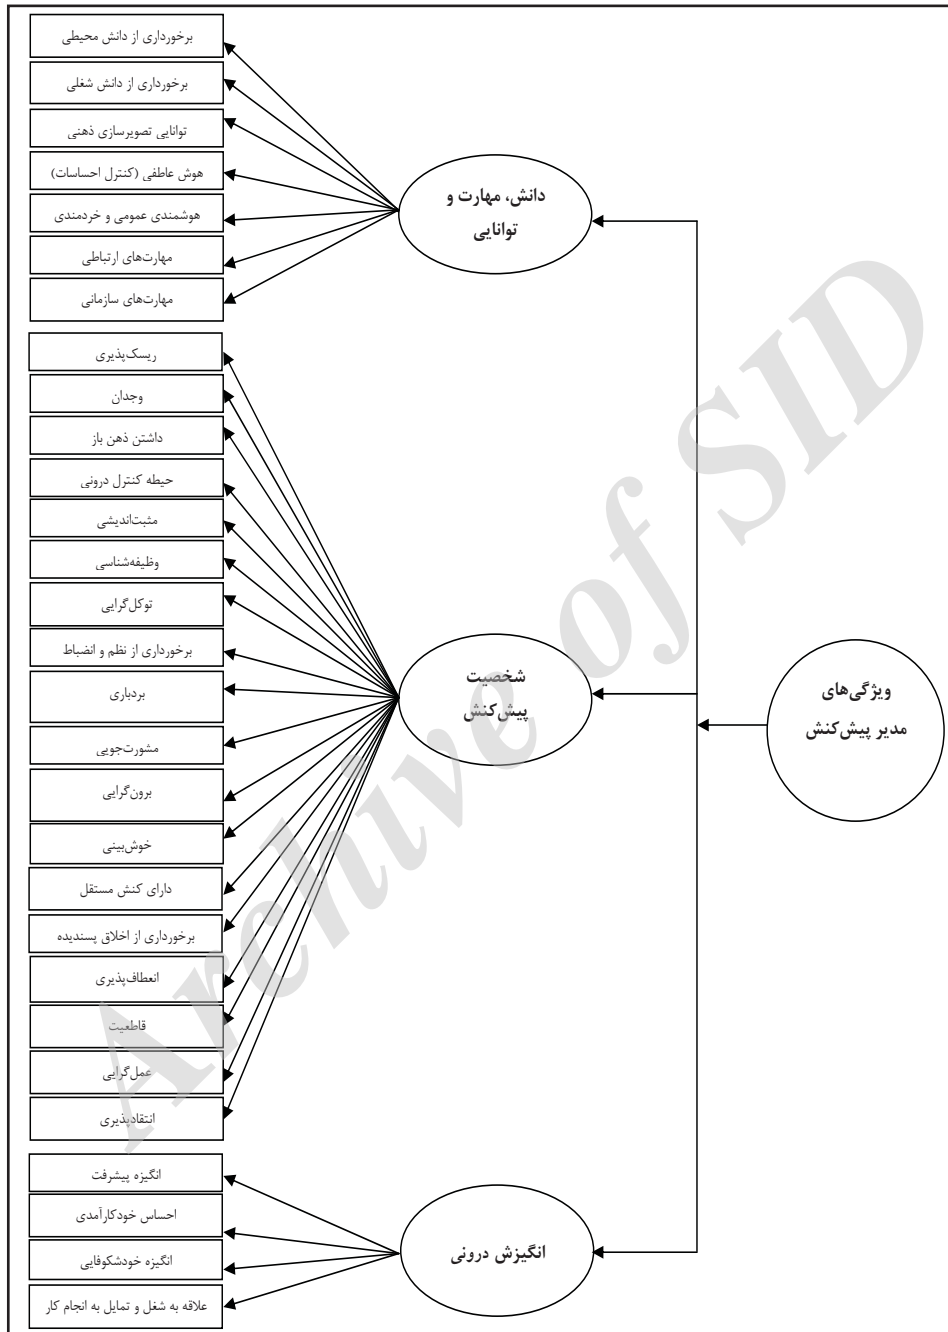 ویژگی‌های
مدیر پیش‌کنش
دانش، مهارت و
توانایی
برخورداری از دانش محیطی
برخورداری از دانش شغلی
توانایی تصویرسازی ذهنی
هوش عاطفی (کنترل احساسات)
هوشمندی عمومی و خردمندی
مهارت‌های ارتباطی
مهارت‌های سازمانی
شخصیت
پیش‌کنش
ریسک‌پذیری
وجدان
داشتن ذهن باز
حیطه کنترل درونی
مثبت‌اندیشی
وظیفه‌شناسی
توکل‌گرایی
برخورداری از نظم و انضباط
بردباری
مشورت‌جویی
برون‌گرایی
خوش‌بینی
دارای کنش مستقل
برخورداری از اخلاق پسندیده
انعطاف‌پذیری
قاطعیت
عمل‌گرایی
انتقادپذیری
انگیزش درونی
انگیزه پیشرفت
احساس خودکارآمدی
انگیزه خودشکوفایی
علاقه به شغل و تمایل به انجام کار
Archive of SID